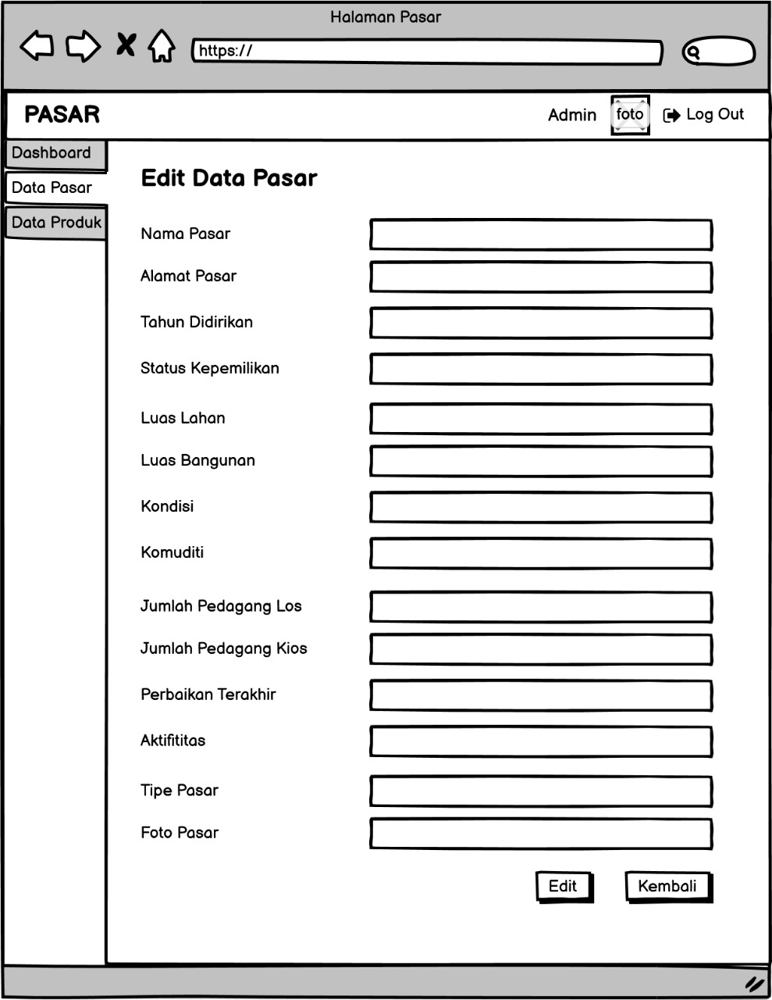 Halaman Pasar
https://
PASAR
Admin
foto
Log Out
Dashboard
Data Pasar
Data Produk
Edit Data Pasar
Nama Pasar
Alamat Pasar
Tahun Didirikan
Status Kepemilikan
Luas Lahan
Luas Bangunan
Kondisi
Komuditi
Jumlah Pedagang Los
Jumlah Pedagang Kios
Perbaikan Terakhir
Aktifititas
Tipe Pasar
Foto Pasar
Edit
Kembali